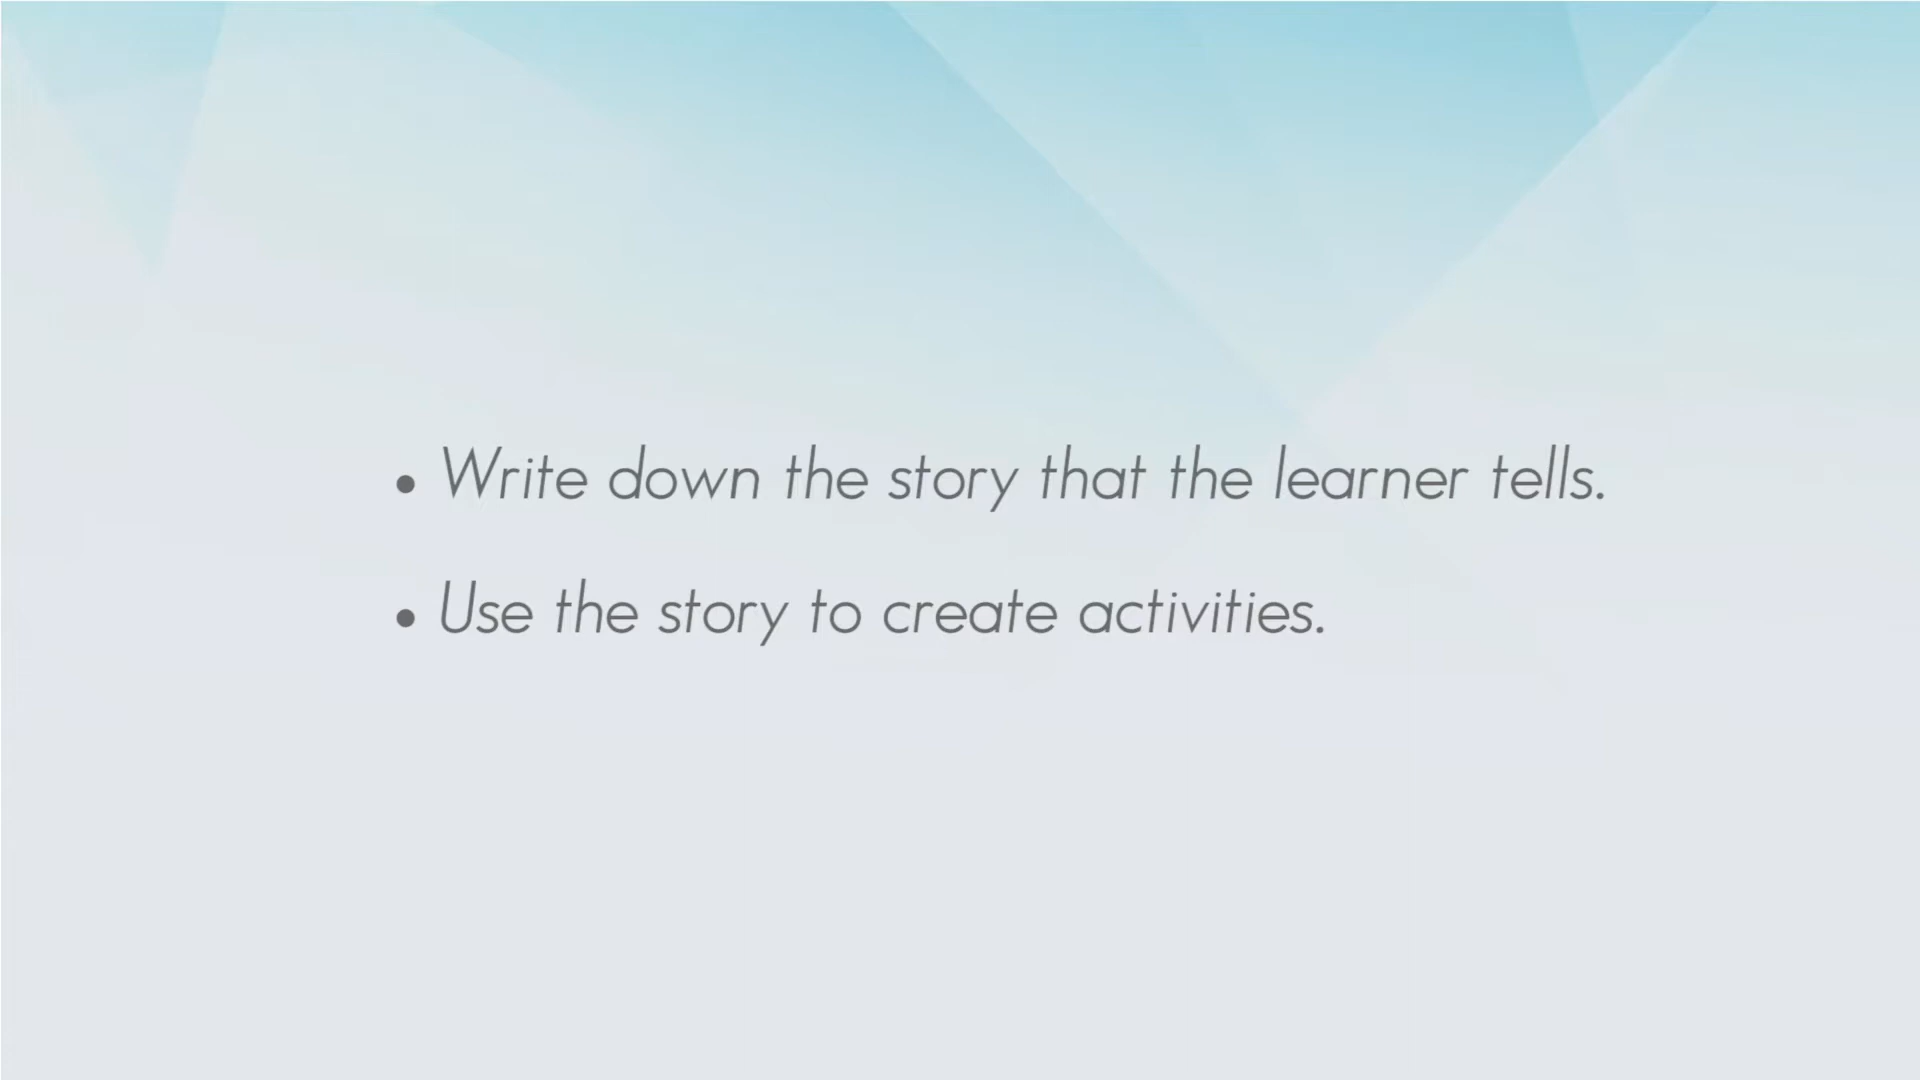 • Write down the story that the learner tells.
• Use the story to create activities.